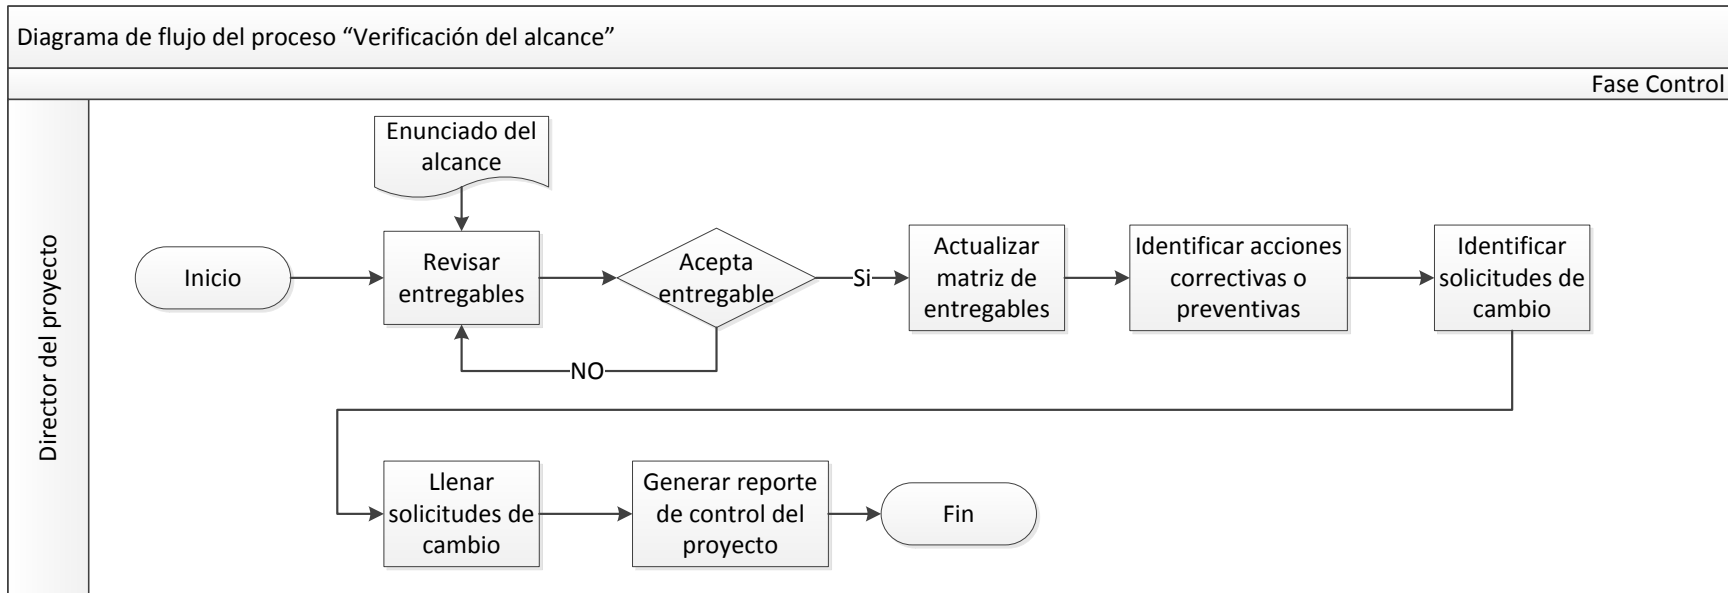 Diagrama de flujo del proceso “Verificación del alcance”
Fase Control
Director del proyecto
Enunciado del
alcance
Inicio
Revisar
entregables
Acepta
entregable
Si
NO
Actualizar
matriz de
entregables
Identificar acciones
correctivas o
preventivas
Identificar
solicitudes de
cambio
Llenar
solicitudes de
cambio
Generar reporte
de control del
proyecto
Fin